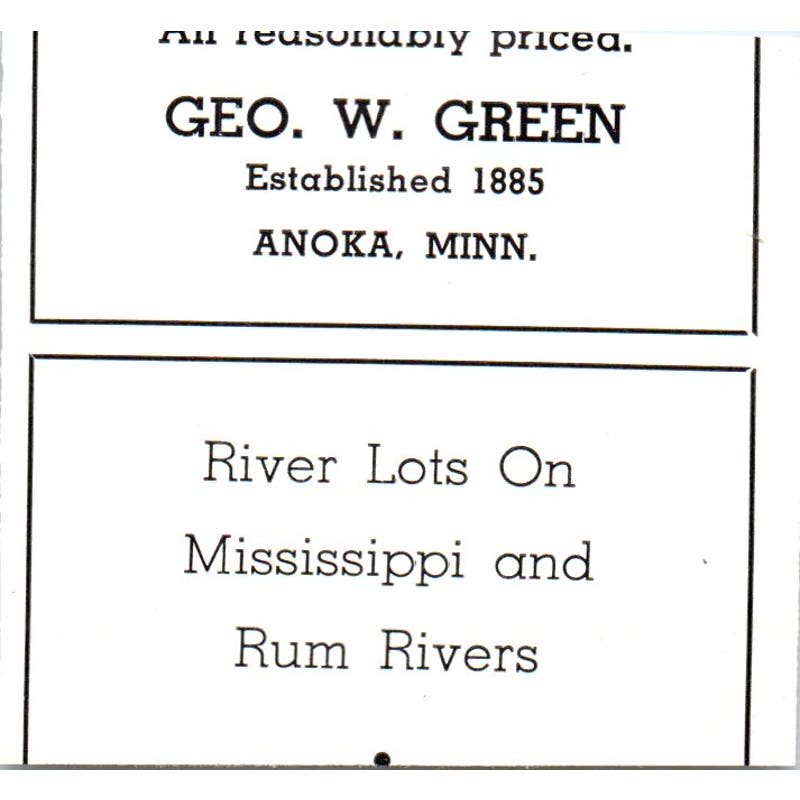 All reasonably priced.
GEO. W. GREEN
Established 1885
ANOKA, MINN.
River Lots On
Mississippi and
Rum Rivers